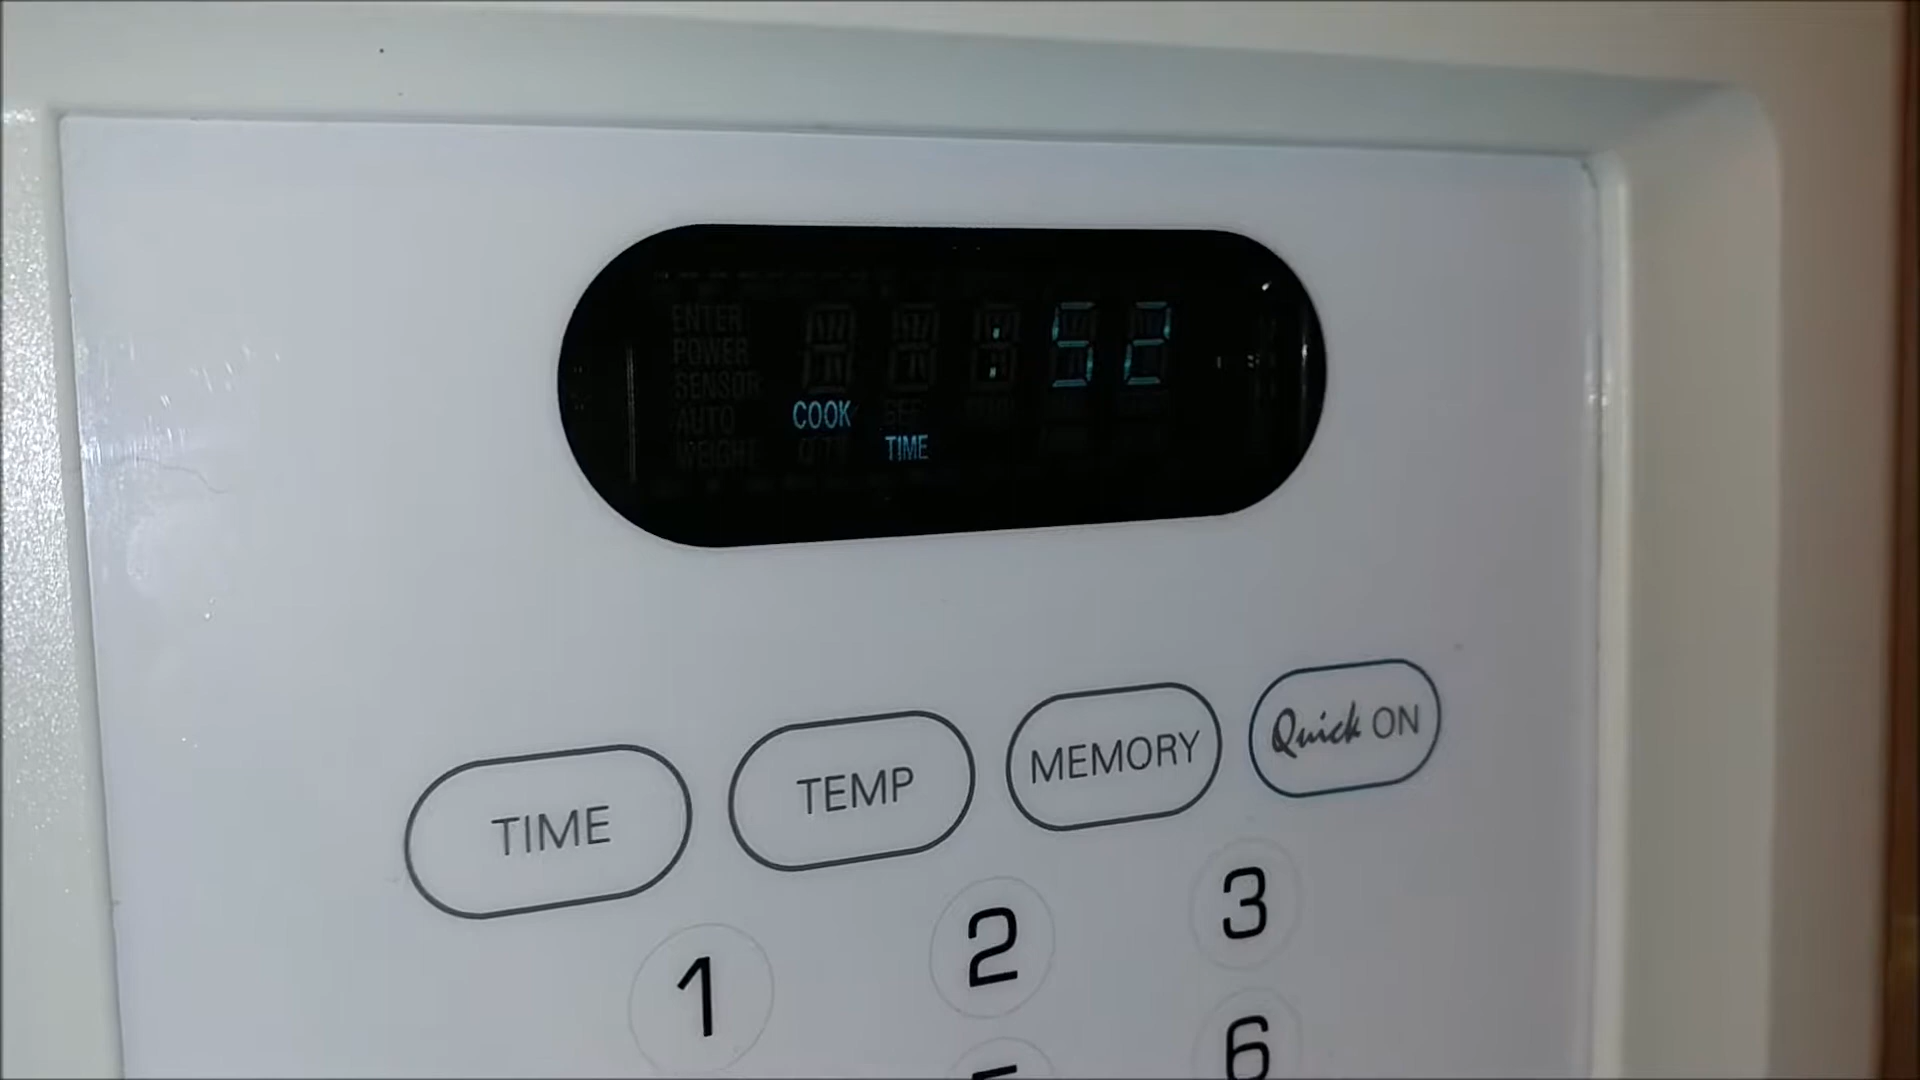 ENTER
POWER
SENSOR
AUTO
WEIGHT
:52
COOK
TIME
TIME
TEMP
MEMORY
Quick ON
1
2
3
6